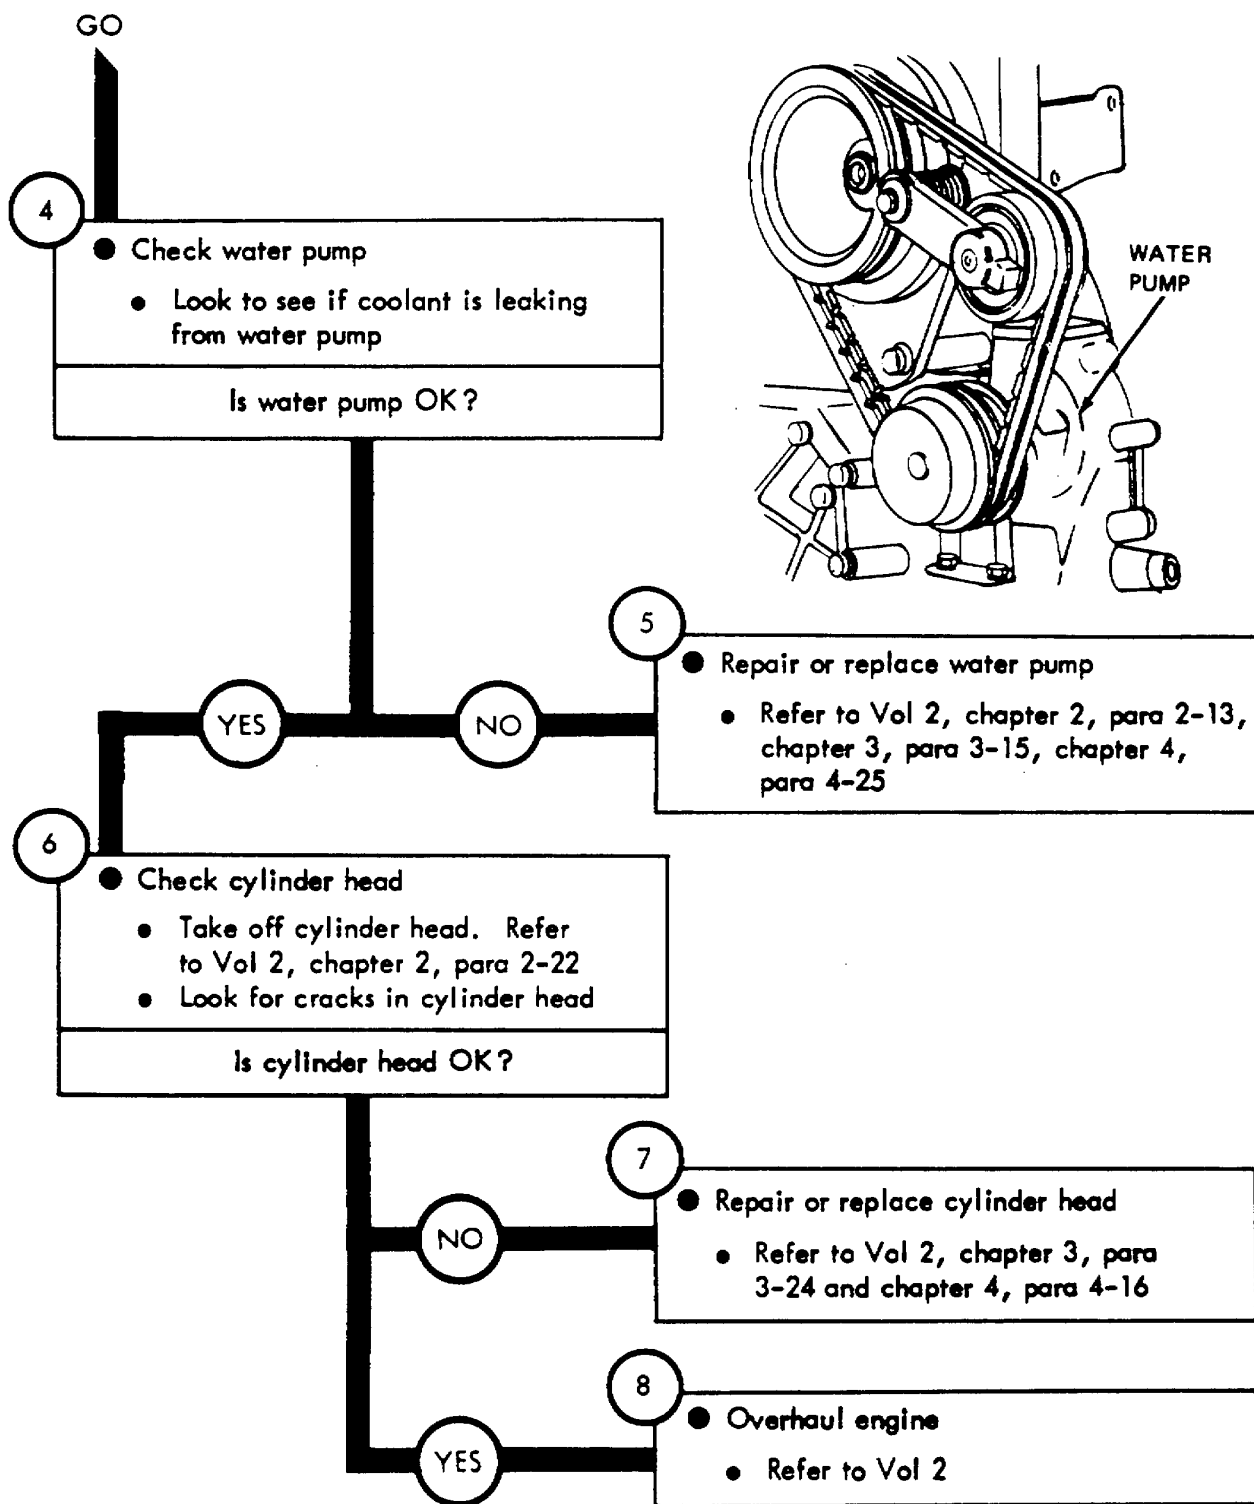 GO
4
● Check water pump
● Look to see if coolant is leaking
from water pump
Is water pump OK?
WATER
PUMP
YES
NO
5
● Repair or replace water pump
● Refer to Vol 2, chapter 2, para 2-13,
chapter 3, para 3-15, chapter 4,
para 4-25
6
● Check cylinder head
● Take off cylinder head. Refer
to Vol 2, chapter 2, para 2-22
● Look for cracks in cylinder head
Is cylinder head OK?
NO
7
● Repair or replace cylinder head
● Refer to Vol 2, chapter 3, para
3-24 and chapter 4, para 4-16
YES
8
● Overhaul engine
● Refer to Vol 2